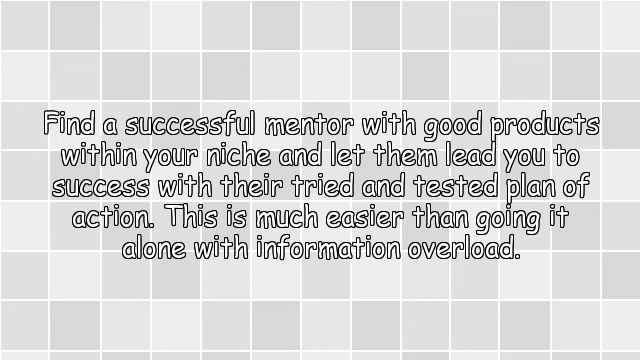 Find a successful mentor with good products
within your niche and let them lead you to
success with their tried and tested plan of
action. This is much easier than going it
alone with information overload.